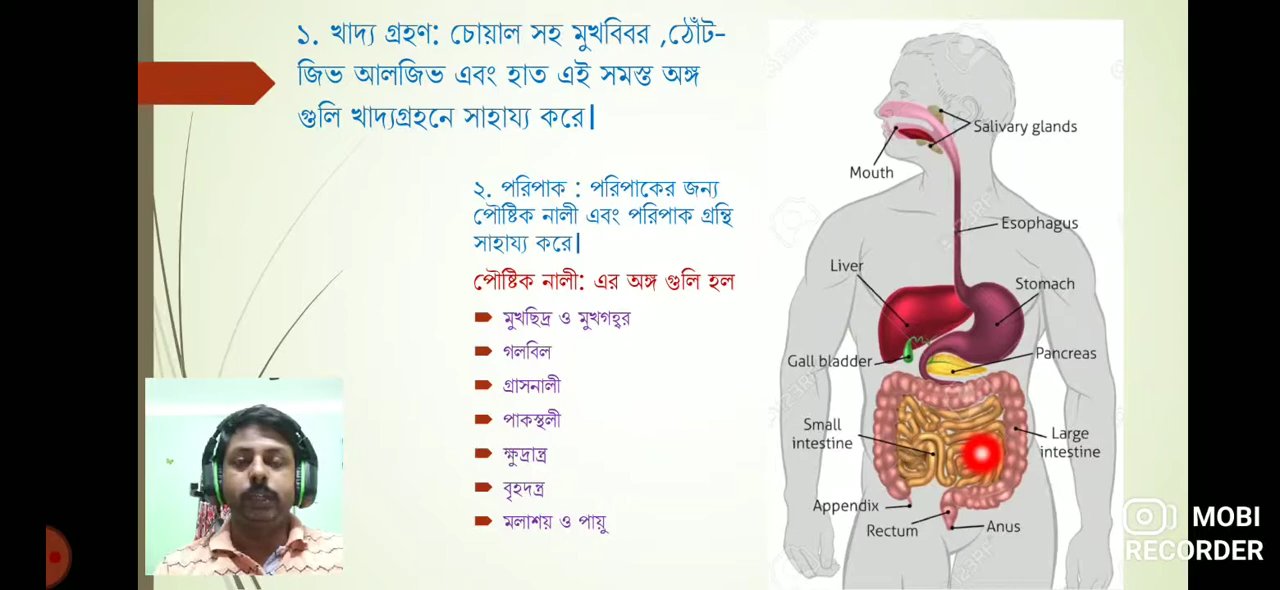 ১. খাদ্য গ্রহণ: চোয়াল সহ মুখবিবর ,ঠোঁট-
জিভ আলজিভ এবং হাত এই সমস্ত অঙ্গ
গুলি খাদ্যগ্রহনে সাহায্য করে|
২. পরিপাক : পরিপাকের জন্য
পৌষ্টিক নালী এবং পরিপাক গ্রন্থি
সাহায্য করে|
পৌষ্টিক নালী: এর অঙ্গ গুলি হল
মুখছিদ্র ও মুখগহ্বর
গলবিল
গ্রাসনালী
পাকস্থলী
ক্ষুদ্রান্ত্র
বৃহদন্ত্র
মলাশয় ও পায়ু
Salivary glands
Mouth
Esophagus
Liver
Stomach
Pancreas
Gall bladder
Small
intestine
Large
intestine
Appendix
Rectum
Anus
MOBI
RECORDER